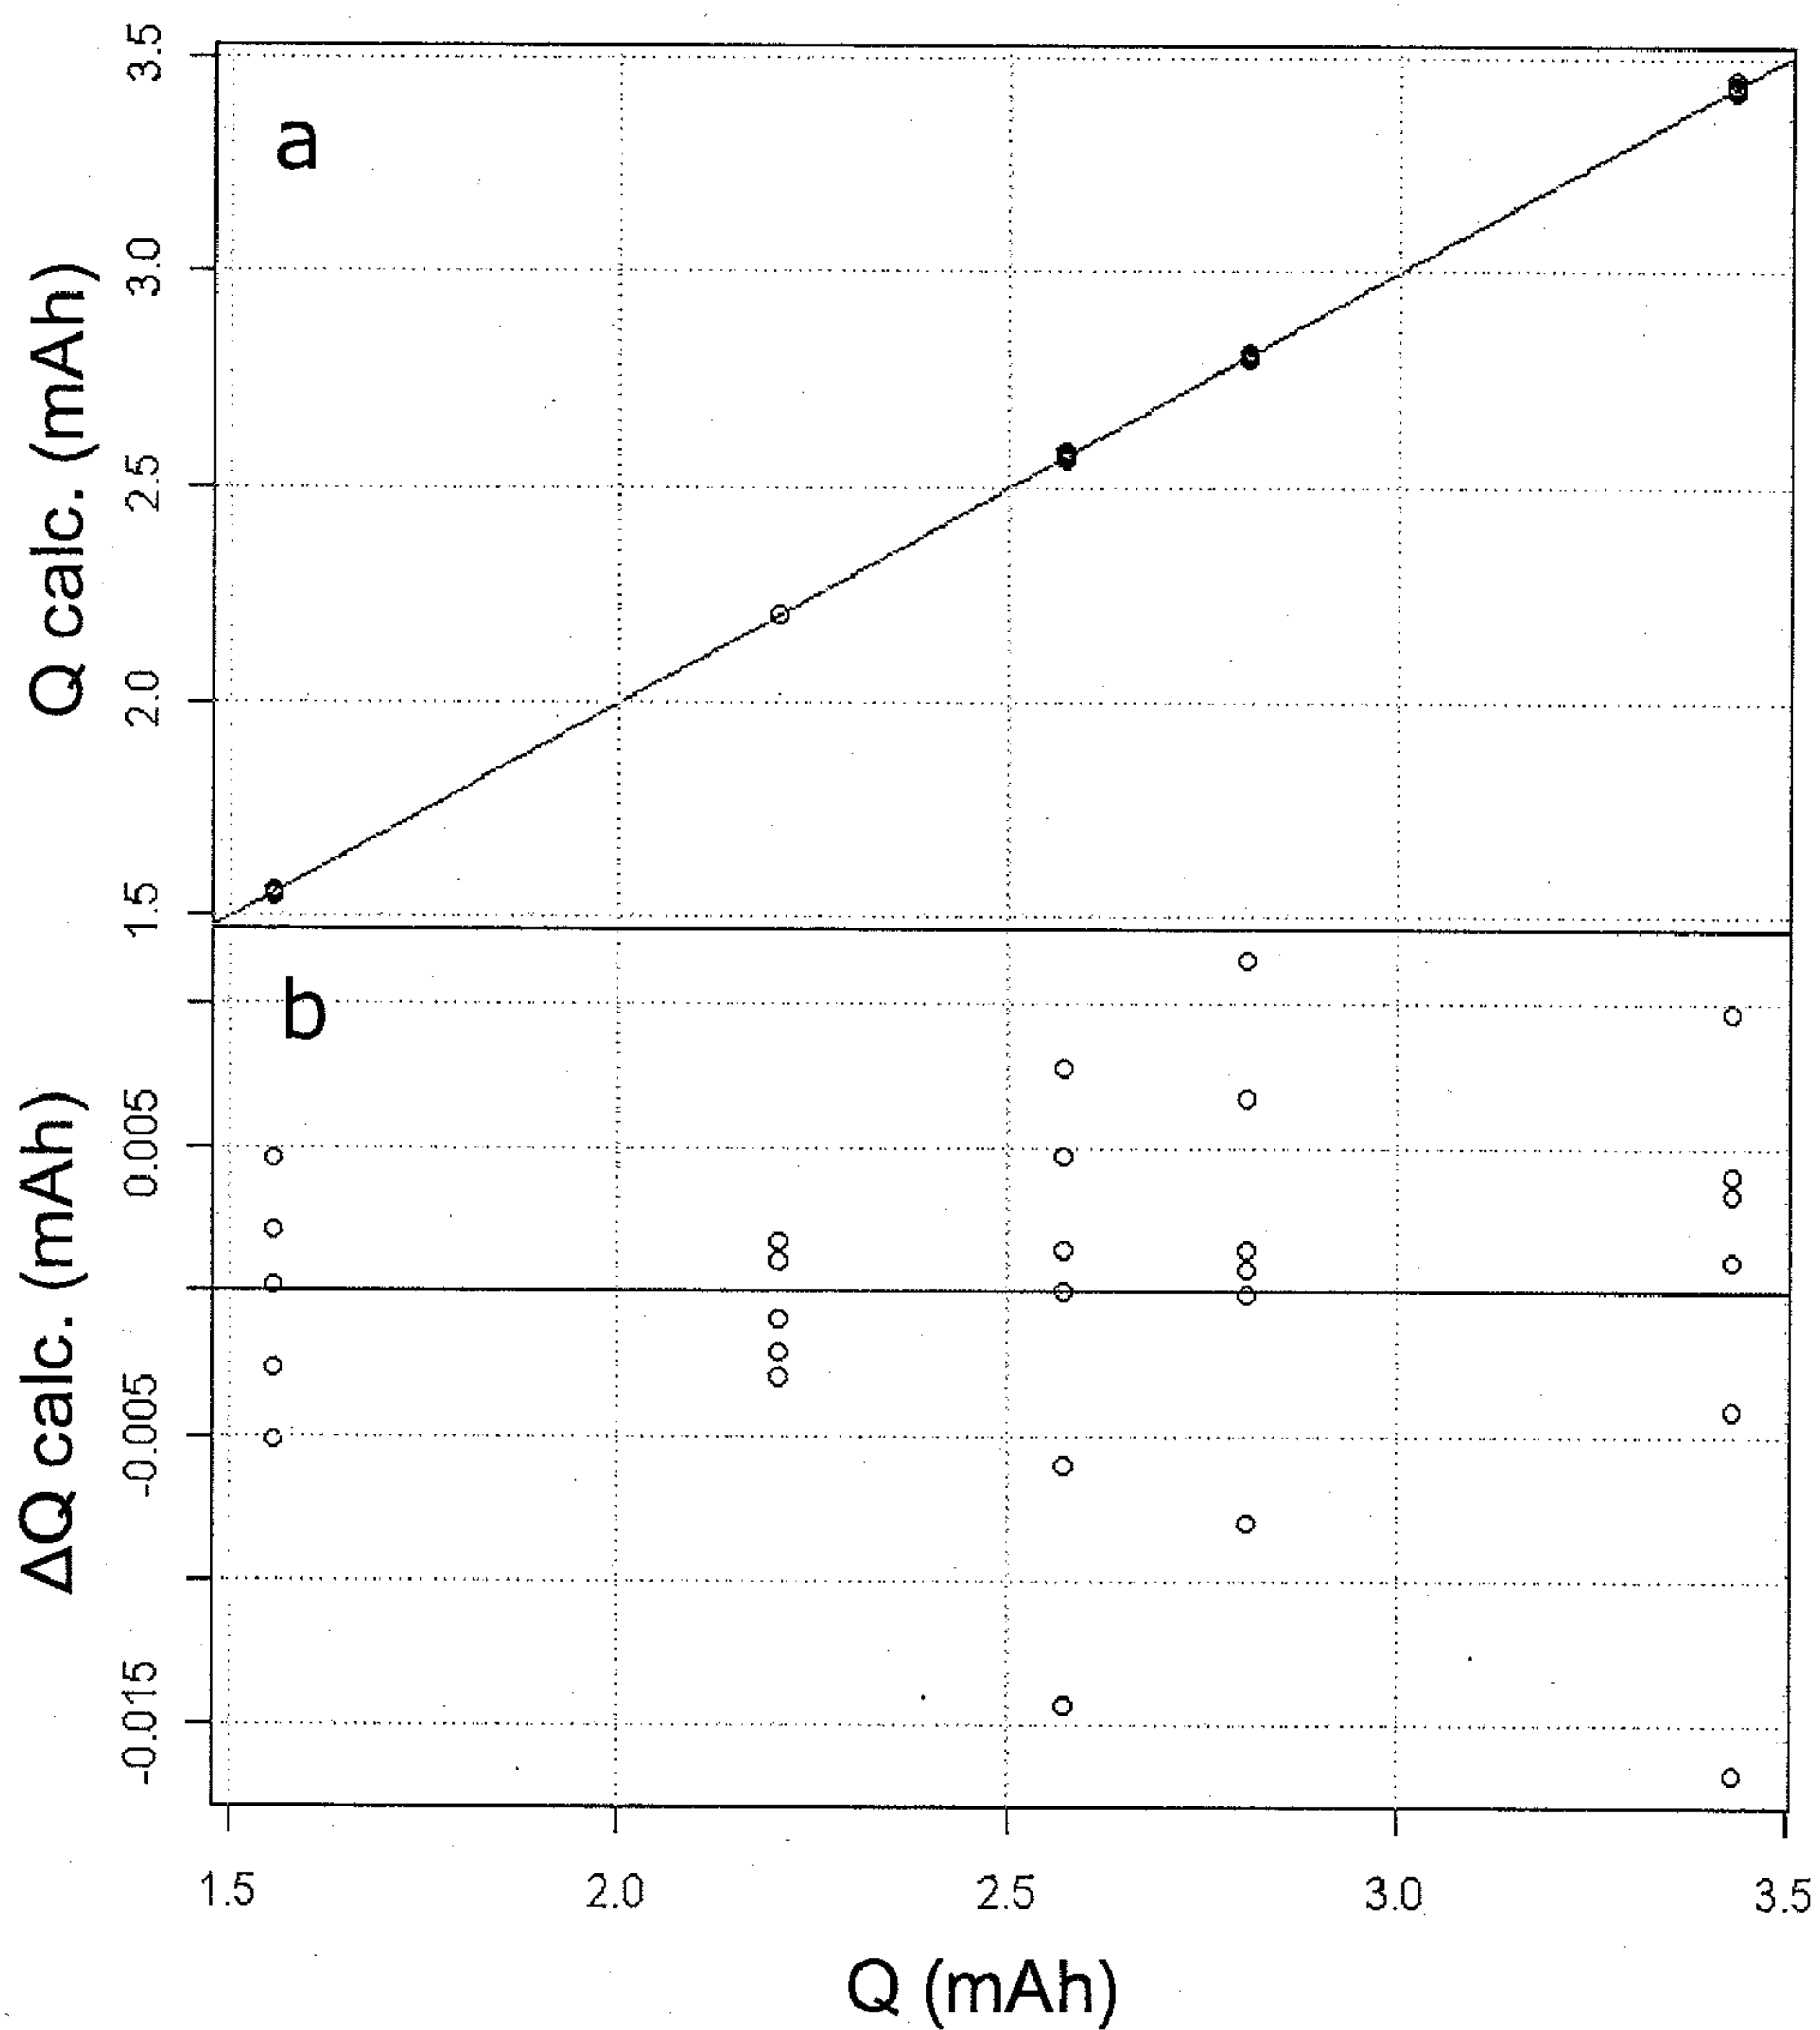 a
Q calc. (mAh)
3.5
3.0
2.5
2.0
1.5
b
ΔQ calc. (mAh)
0.005
-0.005
-0.015
1.5 2.0 2.5 3.0 3.5
Q (mAh)